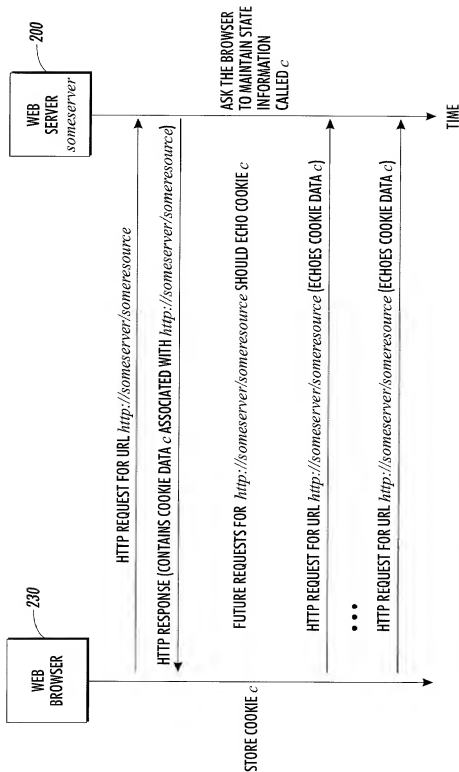 230
WEB
BROWSER
200
WEB
SERVER
someserver
HTTP REQUEST FOR URL http://someserver/someresource
HTTP RESPONSE (CONTAINS COOKIE DATA c ASSOCIATED WITH http://someserver/someresource)
STORE COOKIE c
FUTURE REQUESTS FOR http://someserver/someresource SHOULD ECHO COOKIE c
ASK THE BROWSER
TO MAINTAIN STATE
INFORMATION
CALLED c
HTTP REQUEST FOR URL http://someserver/someresource (ECHOES COOKIE DATA c)
•••
HTTP REQUEST FOR URL http://someserver/someresource (ECHOES COOKIE DATA c)
TIME